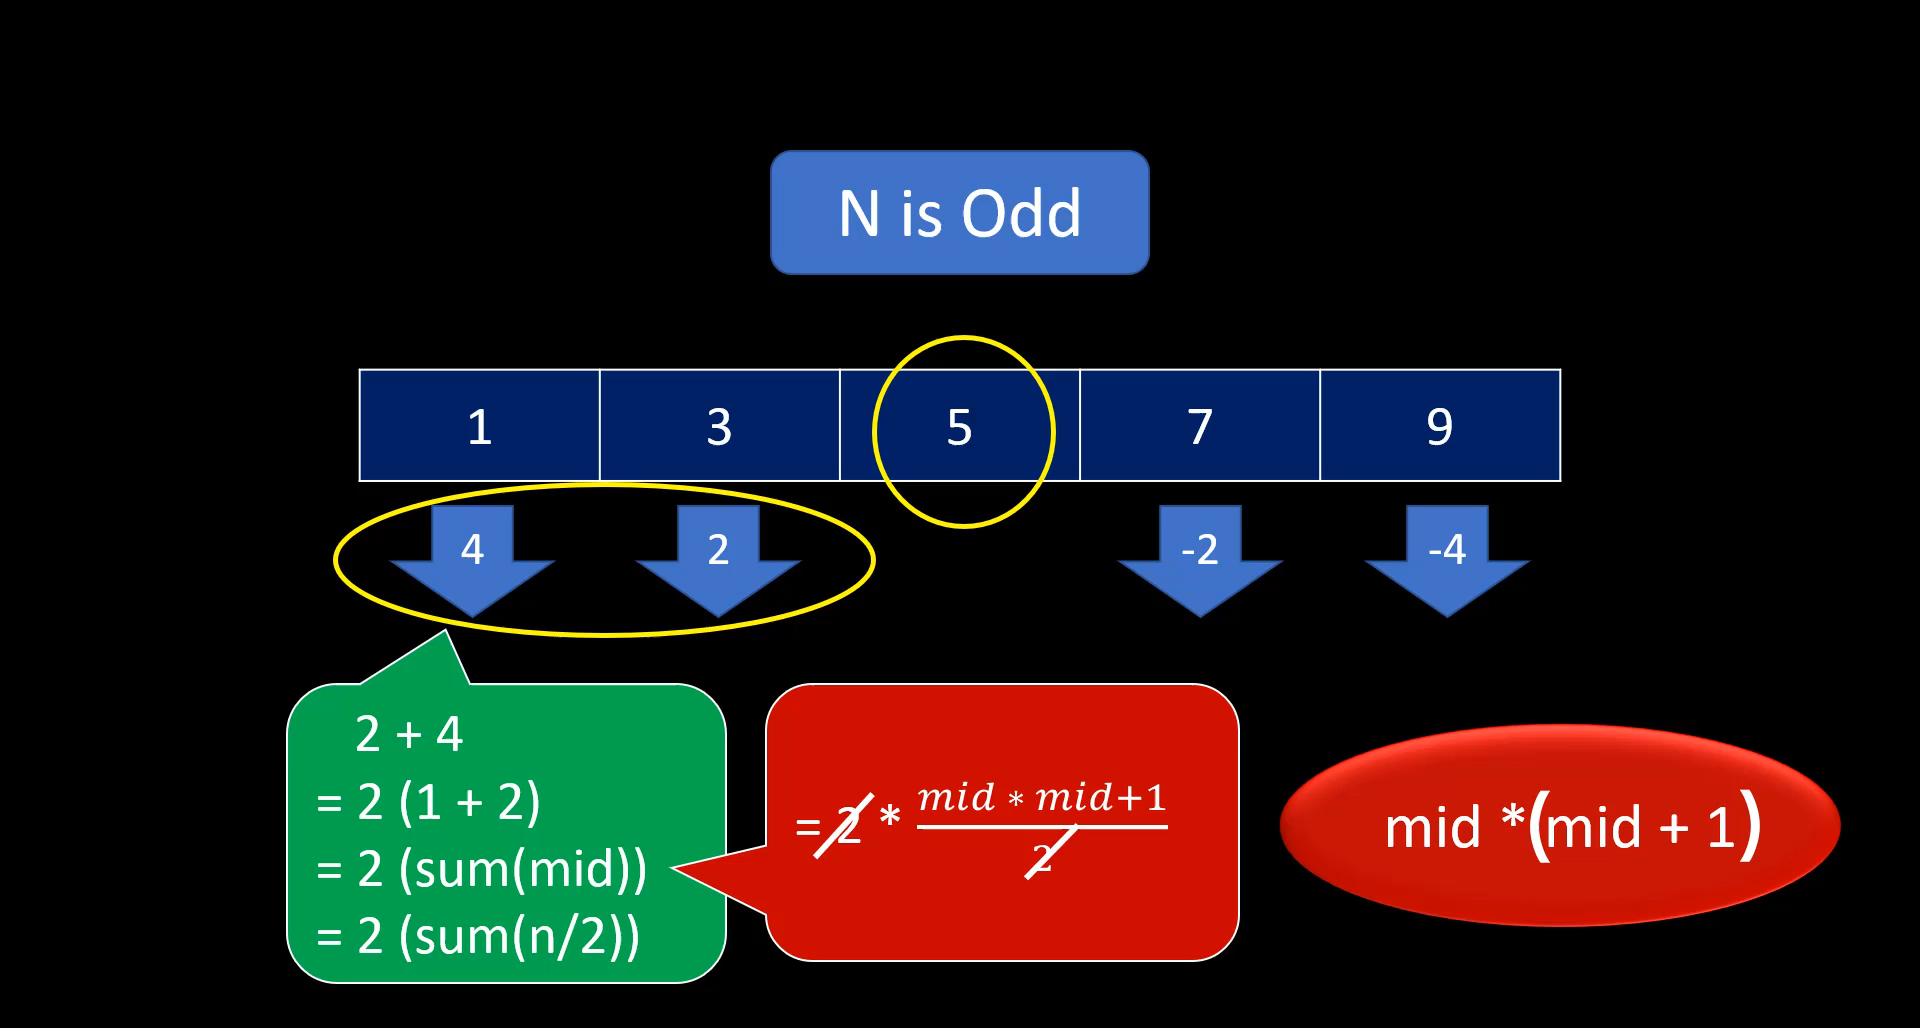 N is Odd
1 3 5 7 9
4 2 -2 -4
2 + 4
= 2 (1 + 2)
= 2 (sum(mid))
= 2 (sum(n/2))
= 2 * mid * mid+1 / 2
mid *(mid + 1)